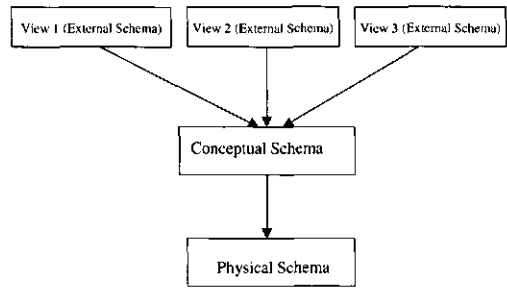 View 1 (External Schema)
View 2 (External Schema)
View 3 (External Schema)
Conceptual Schema
Physical Schema